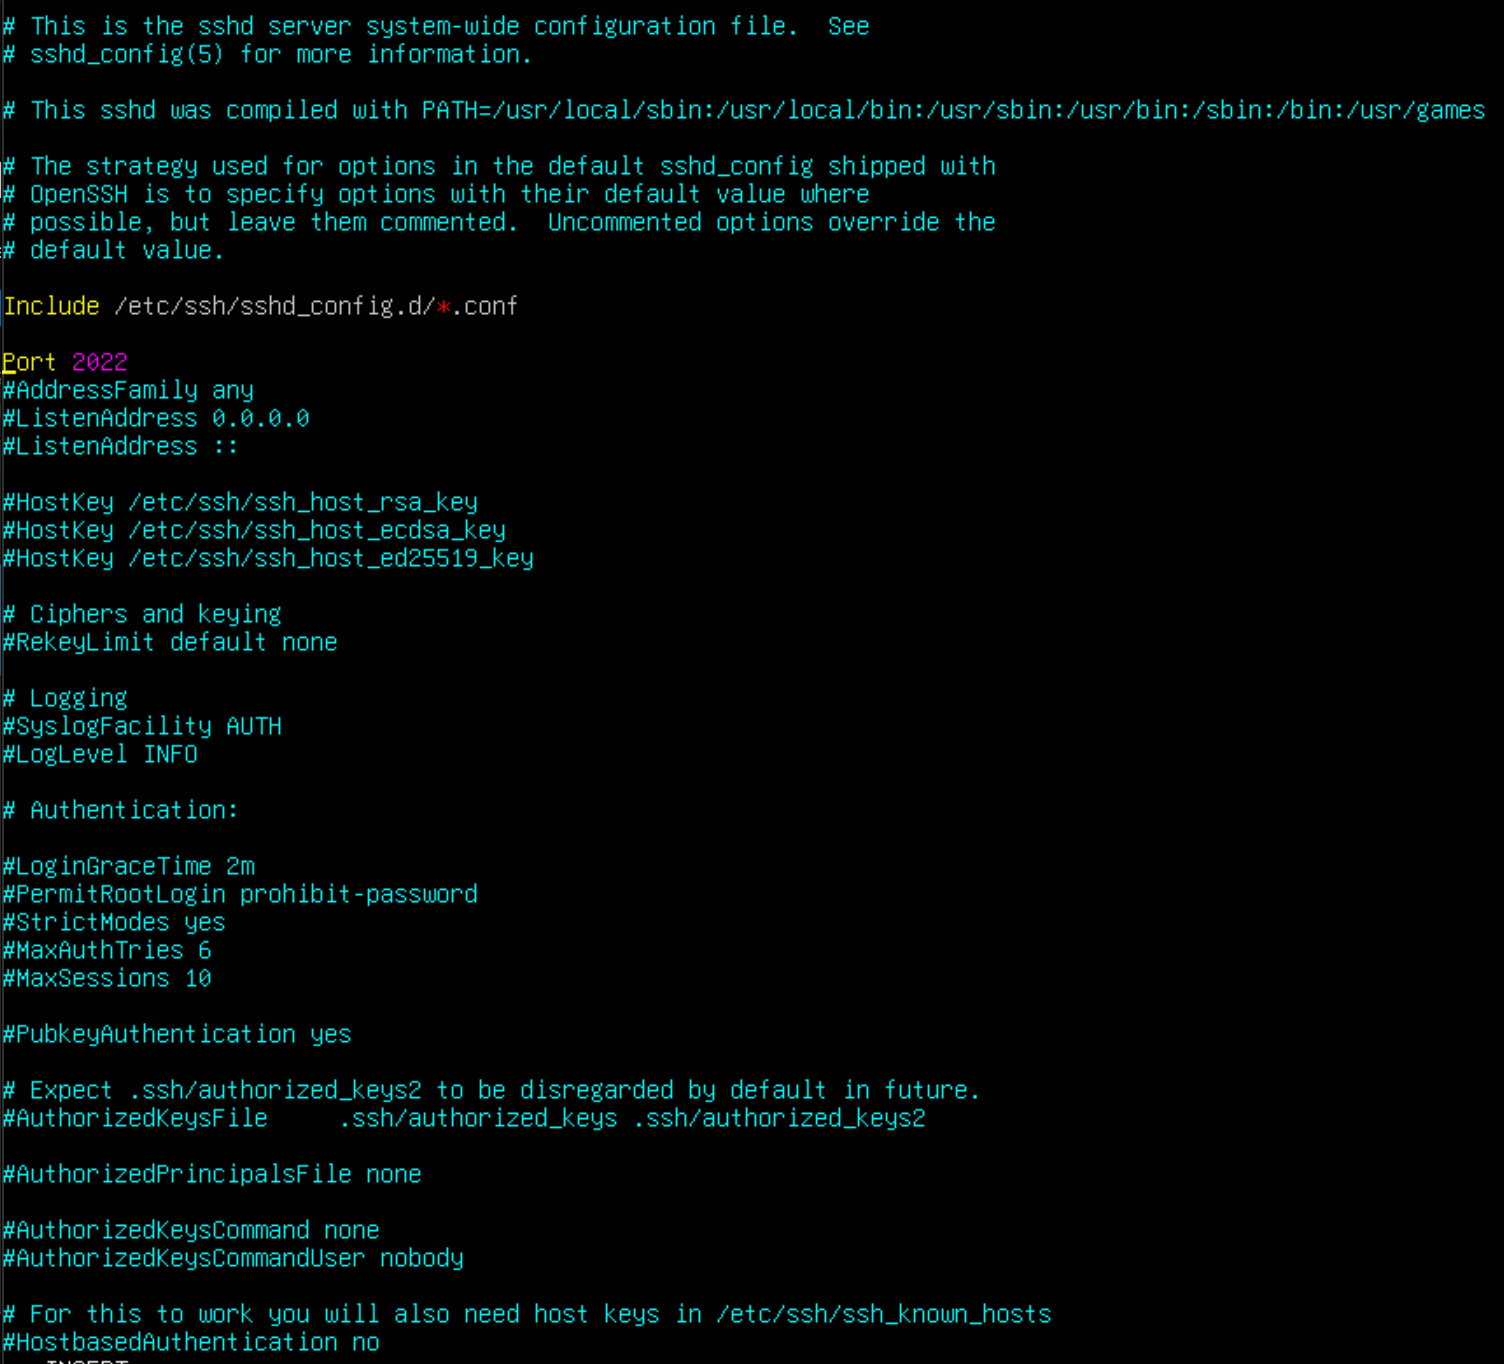 # This is the sshd server system-wide configuration file.  See
# sshd_config(5) for more information.

# This sshd was compiled with PATH=/usr/local/sbin:/usr/local/bin:/usr/sbin:/usr/bin:/sbin:/bin:/usr/games

# The strategy used for options in the default sshd_config shipped with
# OpenSSH is to specify options with their default value where
# possible, but leave them commented.  Uncommented options override the
# default value.

Include /etc/ssh/sshd_config.d/*.conf

Port 2022
#AddressFamily any
#ListenAddress 0.0.0.0
#ListenAddress ::

#HostKey /etc/ssh/ssh_host_rsa_key
#HostKey /etc/ssh/ssh_host_ecdsa_key
#HostKey /etc/ssh/ssh_host_ed25519_key

# Ciphers and keying
#RekeyLimit default none

# Logging
#SyslogFacility AUTH
#LogLevel INFO

# Authentication:

#LoginGraceTime 2m
#PermitRootLogin prohibit-password
#StrictModes yes
#MaxAuthTries 6
#MaxSessions 10

#PubkeyAuthentication yes

# Expect .ssh/authorized_keys2 to be disregarded by default in future.
#AuthorizedKeysFile     .ssh/authorized_keys .ssh/authorized_keys2

#AuthorizedPrincipalsFile none

#AuthorizedKeysCommand none
#AuthorizedKeysCommandUser nobody

# For this to work you will also need host keys in /etc/ssh/ssh_known_hosts
#HostbasedAuthentication no